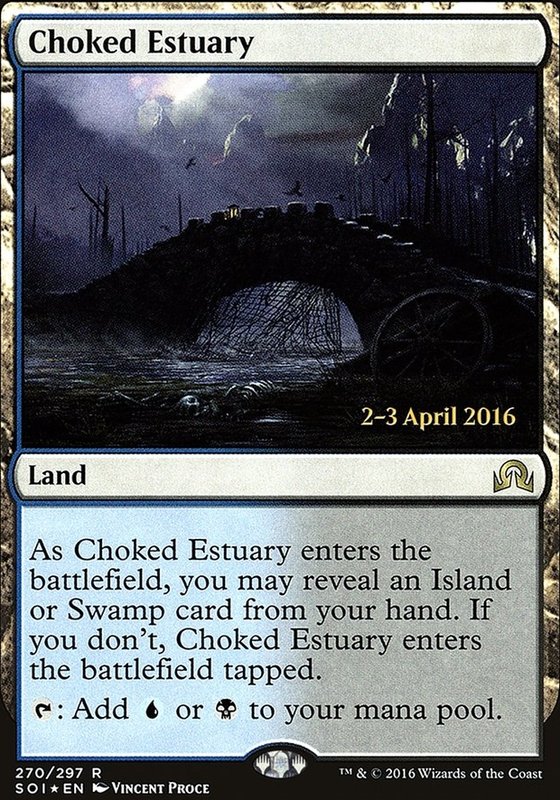 Choked Estuary
2–3 April 2016
Land
As Choked Estuary enters the
battlefield, you may reveal an Island
or Swamp card from your hand. If
you don't, Choked Estuary enters
the battlefield tapped.
: Add or to your mana pool.
270/297 R
SOI★EN Vincent Proce
™ & © 2016 Wizards of the Coast